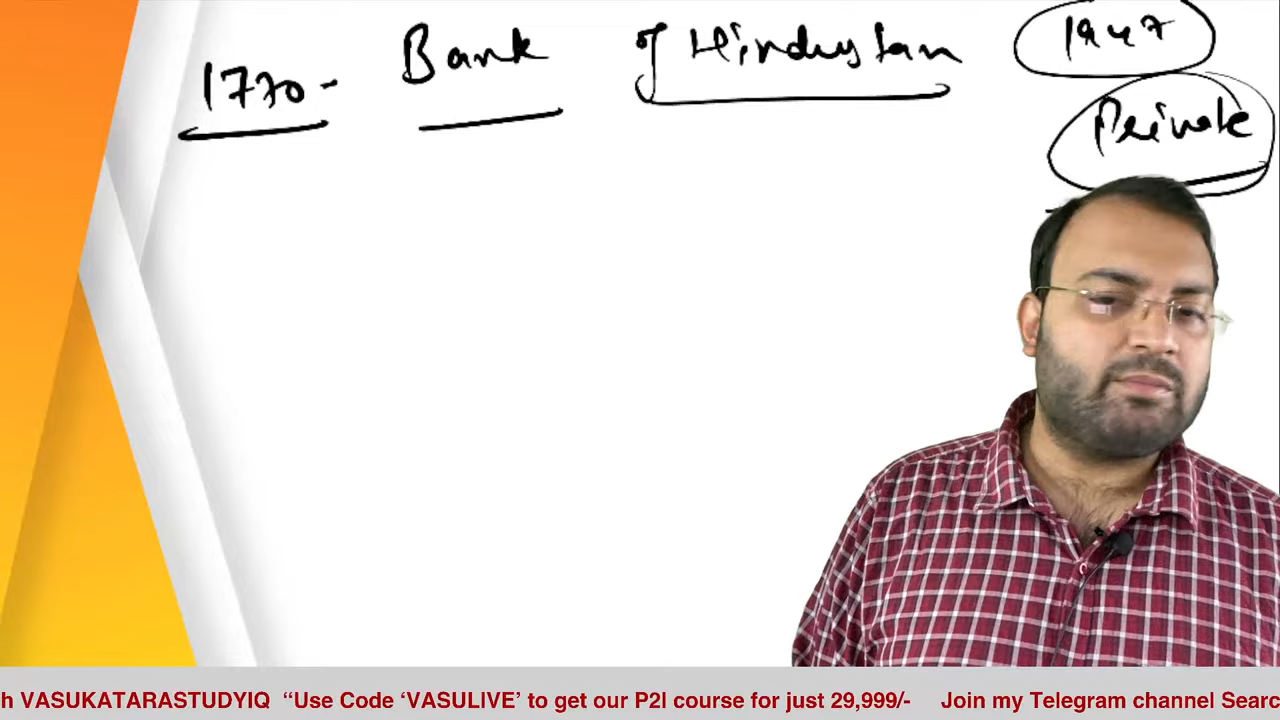 1770- Bank of Hindustan 1947
Private
h VASUKATARASTUDYIQ “Use Code ‘VASULIVE’ to get our P2I course for just 29,999/- Join my Telegram channel Searc